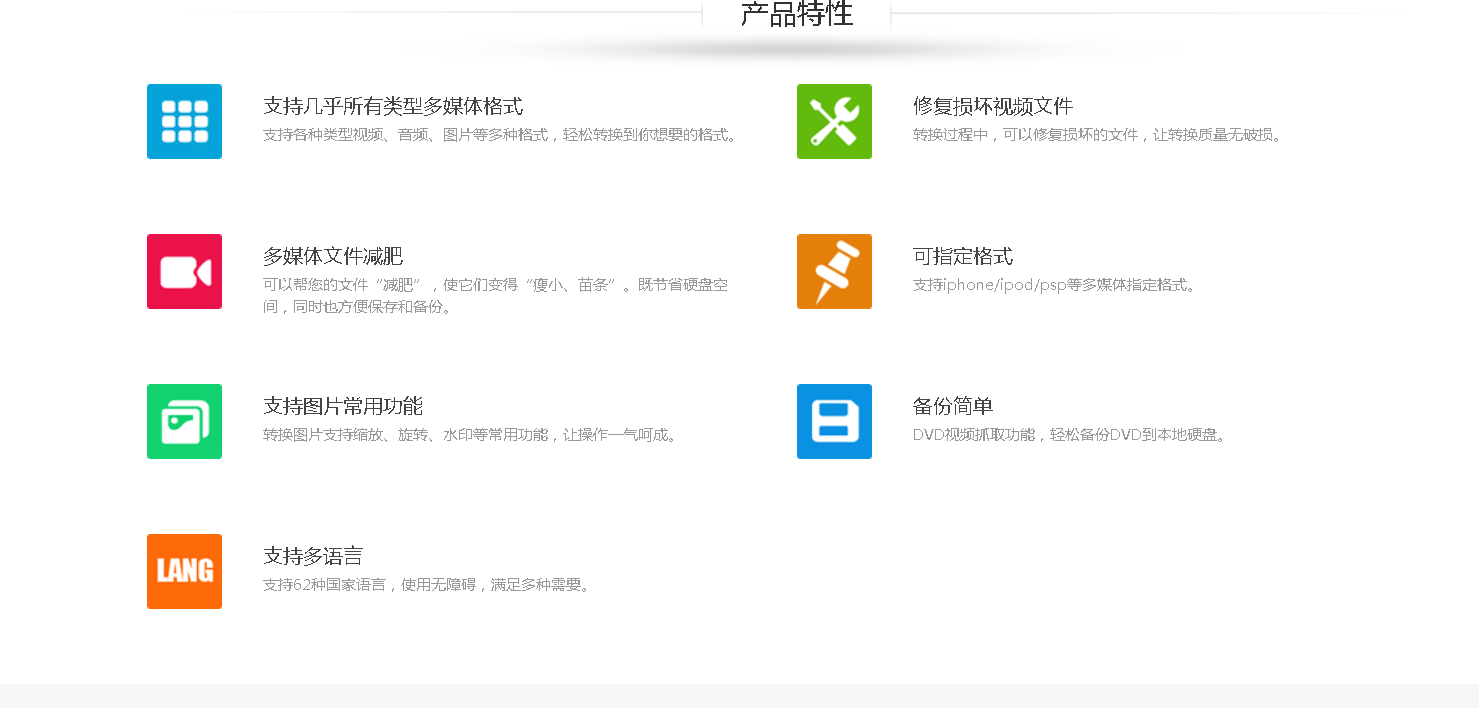 产品特性
支持几乎所有类型多媒体格式
支持各种类型视频、音频、图片等多种格式，轻松转换到你想要的格式。
修复损坏视频文件
转换过程中，可以修复损坏的文件，让转换质量无破损。
多媒体文件减肥
可以帮您的文件“减肥”，使它们变得“瘦小、苗条”。既节省硬盘空
间，同时也方便保存和备份。
可指定格式
支持iphone/ipod/psp等多媒体指定格式。
支持图片常用功能
转换图片支持缩放、旋转、水印等常用功能，让操作一气呵成。
备份简单
DVD视频抓取功能，轻松备份DVD到本地硬盘。
LANG
支持多语言
支持62种国家语言，使用无障碍，满足多种需要。